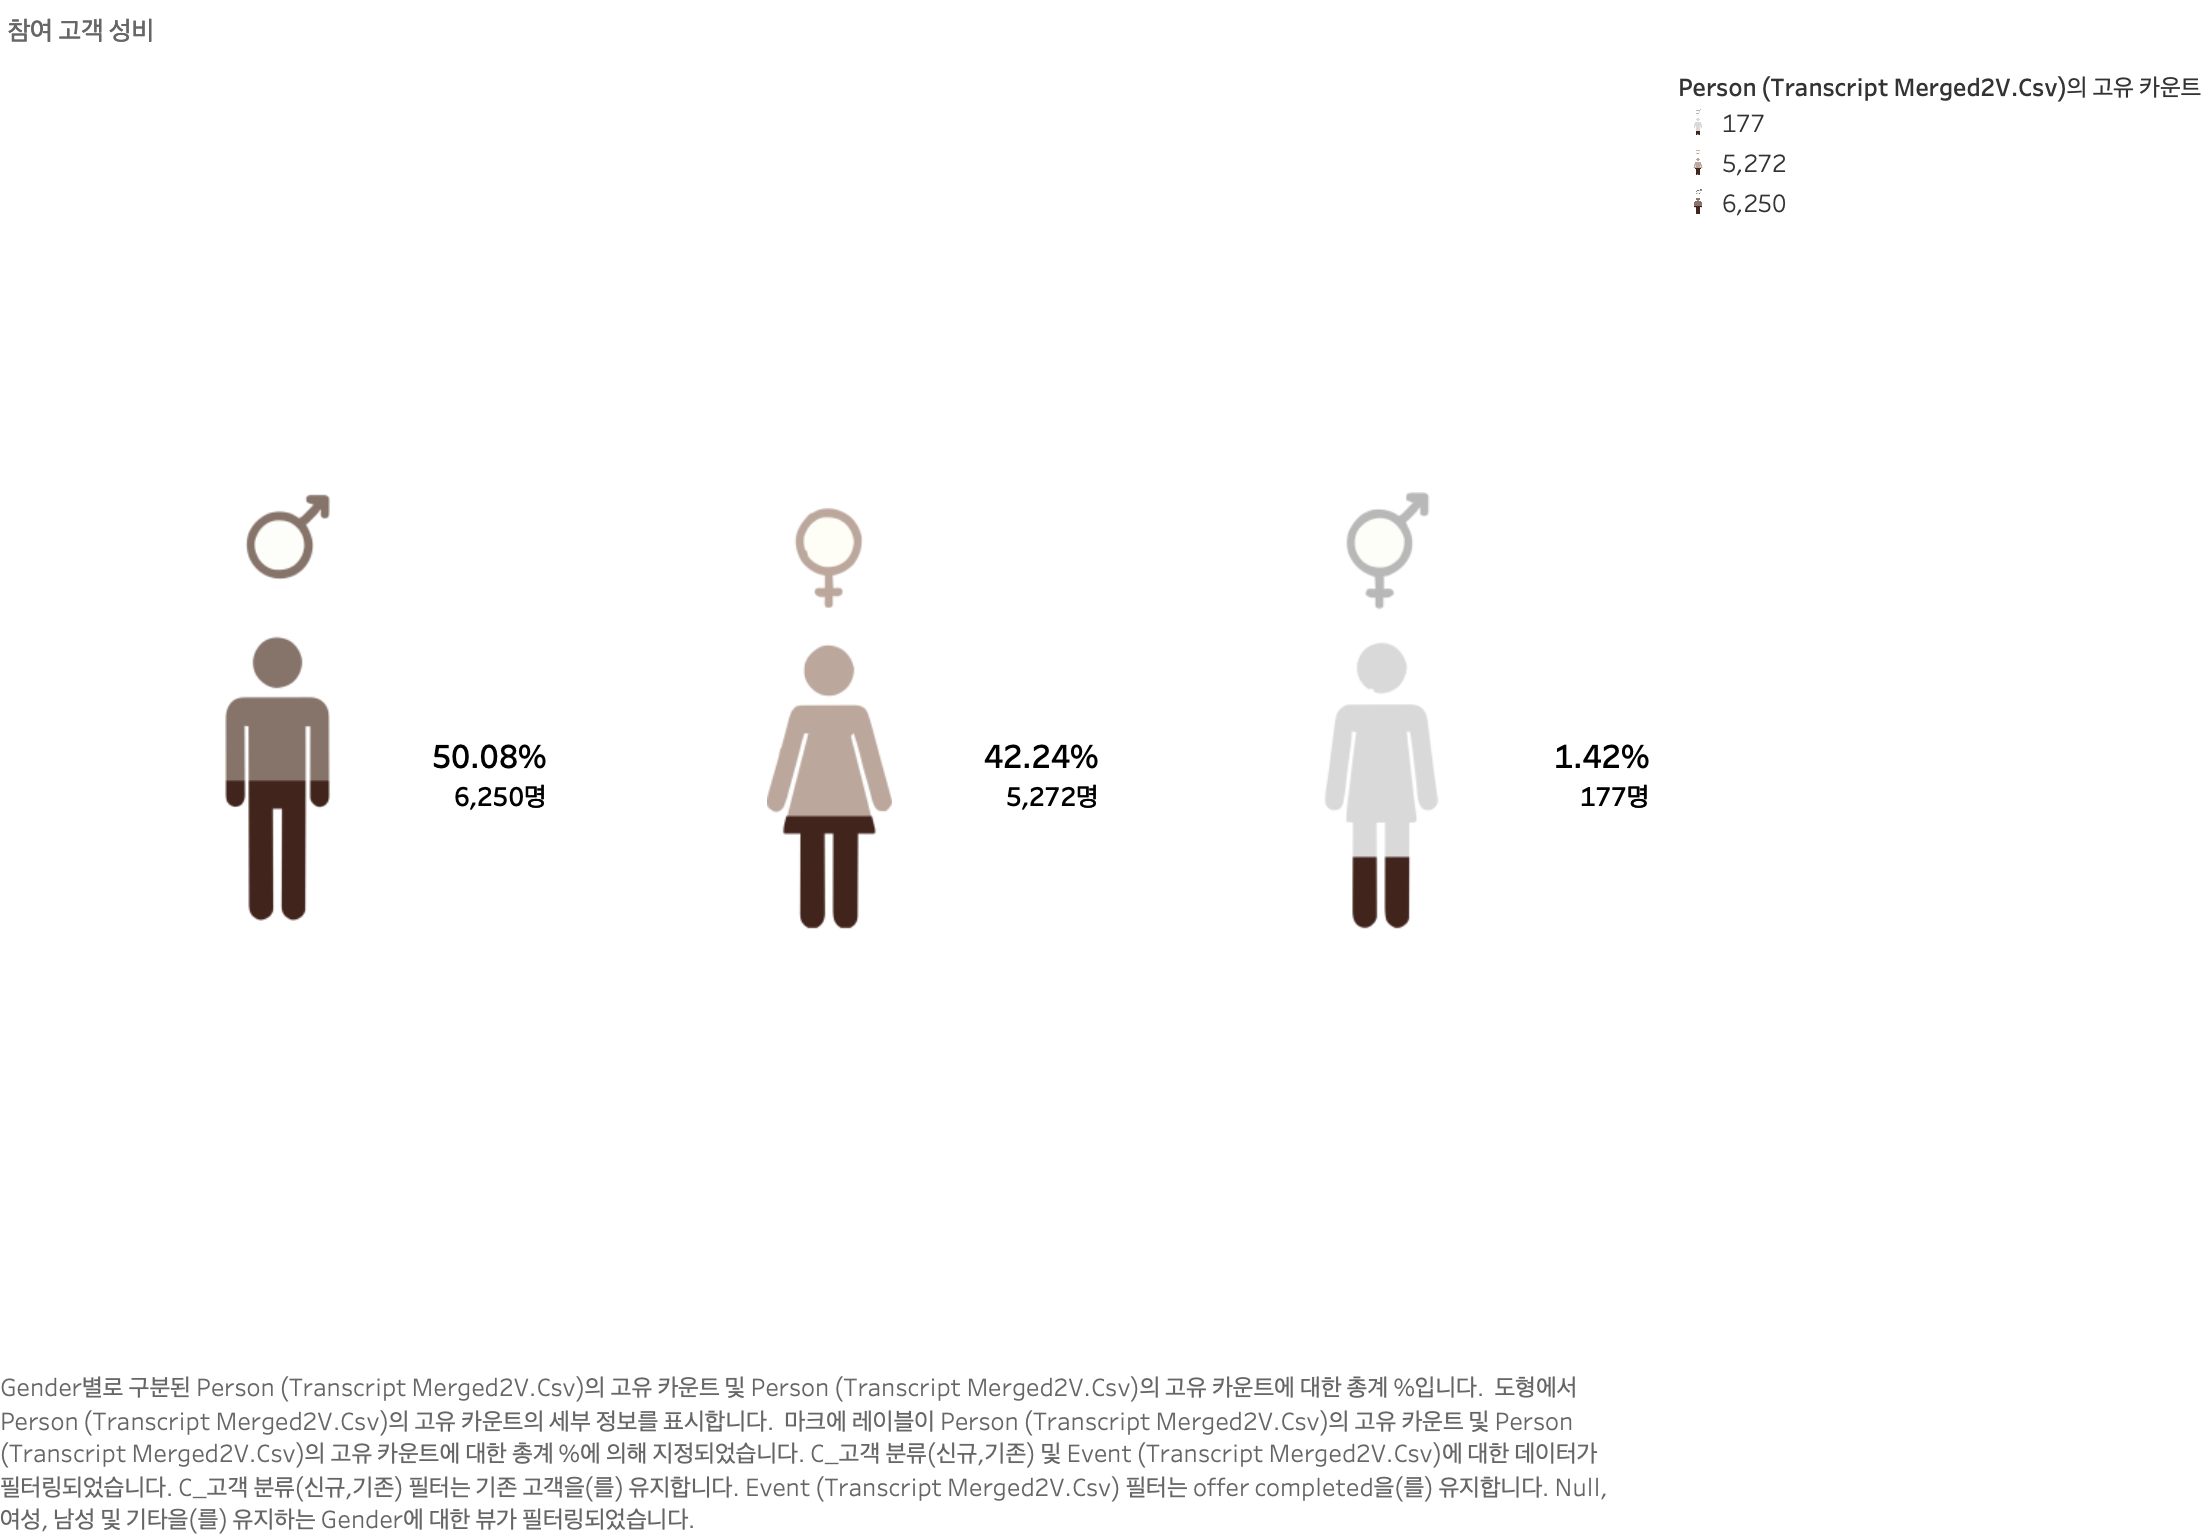 참여 고객 성비
Person (Transcript Merged2V.Csv)의 고유 카운트
177
5,272
6,250
50.08%
6,250명
42.24%
5,272명
1.42%
177명
Gender별로 구분된 Person (Transcript Merged2V.Csv)의 고유 카운트 및 Person (Transcript Merged2V.Csv)의 고유 카운트에 대한 총계 %입니다.  도형에서
Person (Transcript Merged2V.Csv)의 고유 카운트의 세부 정보를 표시합니다.  마크에 레이블이 Person (Transcript Merged2V.Csv)의 고유 카운트 및 Person
(Transcript Merged2V.Csv)의 고유 카운트에 대한 총계 %에 의해 지정되었습니다. C_고객 분류(신규,기존) 및 Event (Transcript Merged2V.Csv)에 대한 데이터가
필터링되었습니다. C_고객 분류(신규,기존) 필터는 기존 고객을(를) 유지합니다. Event (Transcript Merged2V.Csv) 필터는 offer completed을(를) 유지합니다. Null,
여성, 남성 및 기타을(를) 유지하는 Gender에 대한 뷰가 필터링되었습니다.